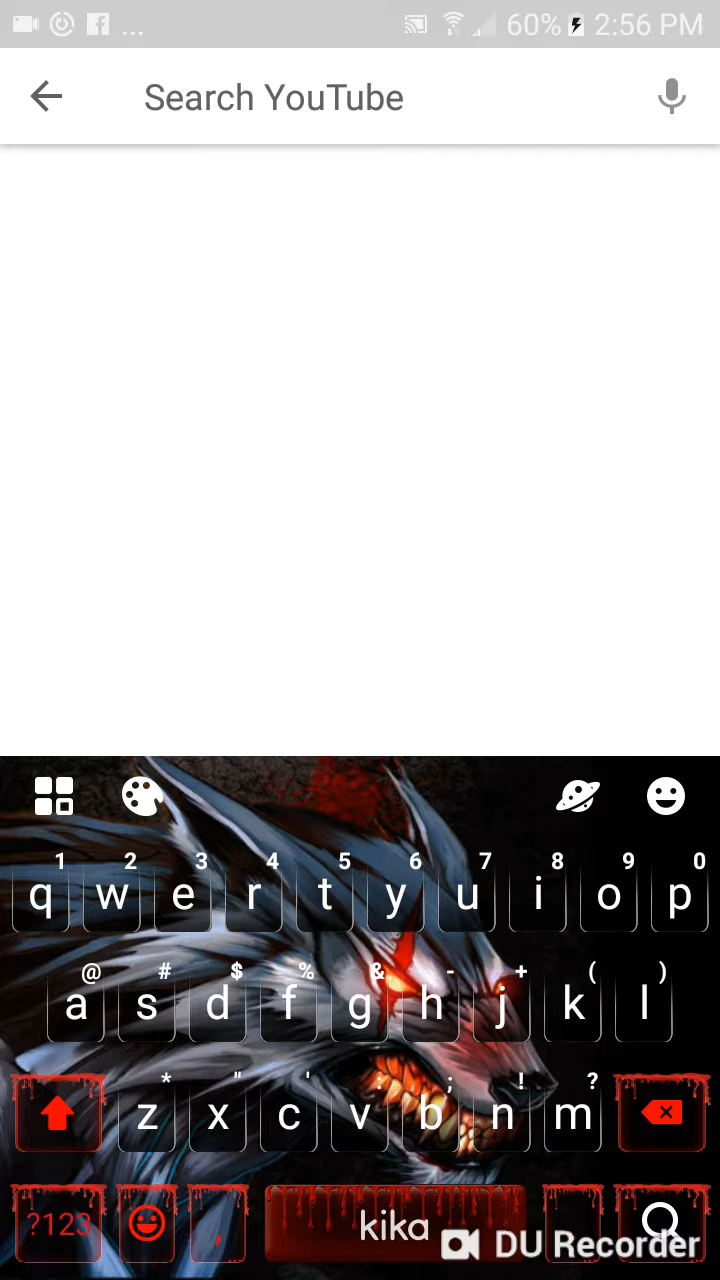 ... 60% 2:56 PM
Search YouTube
1 2 3 4 5 6 7 8 9 0
q w e r t y u i o p
@ # $ % & - + ( )
a s d f g h j k l
* " ' : ; ! ?
z x c v b n m
?123 , kika
DU Recorder